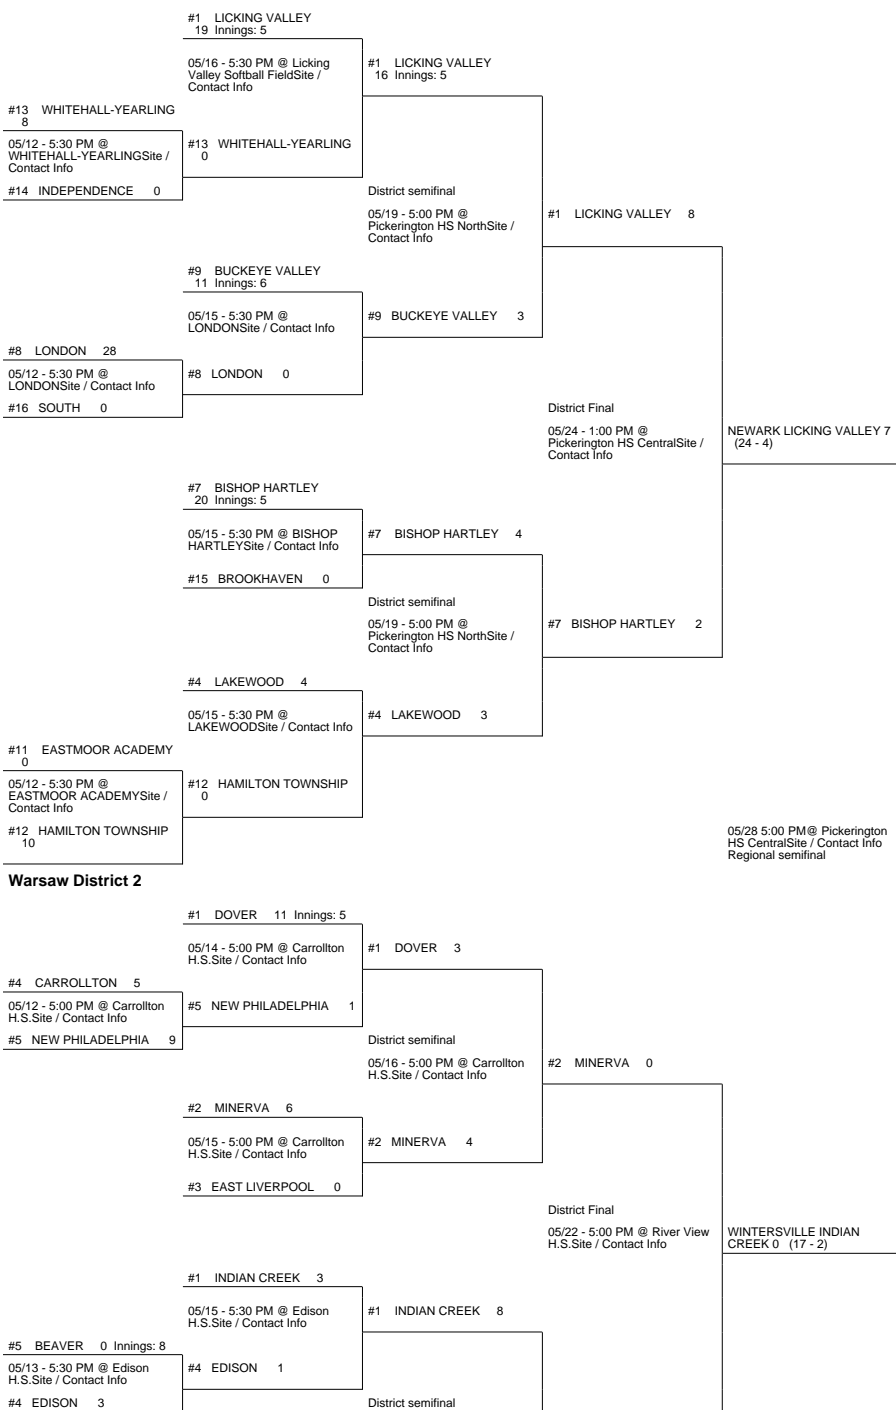 #1 LICKING VALLEY
19 Innings: 5
05/16 - 5:30 PM @ Licking
Valley Softball FieldSite /
Contact Info
#1 LICKING VALLEY
16 Innings: 5
#13 WHITEHALL-YEARLING
8
05/12 - 5:30 PM @
WHITEHALL-YEARLINGSite /
Contact Info
#13 WHITEHALL-YEARLING
0
#14 INDEPENDENCE 0
District semifinal
05/19 - 5:00 PM @
Pickerington HS NorthSite /
Contact Info
#1 LICKING VALLEY 8
#9 BUCKEYE VALLEY
11 Innings: 6
05/15 - 5:30 PM @
LONDONSite / Contact Info
#9 BUCKEYE VALLEY 3
#8 LONDON 28
05/12 - 5:30 PM @
LONDONSite / Contact Info
#8 LONDON 0
#16 SOUTH 0
District Final
05/24 - 1:00 PM @
Pickerington HS CentralSite /
Contact Info
NEWARK LICKING VALLEY 7
(24 - 4)
#7 BISHOP HARTLEY
20 Innings: 5
05/15 - 5:30 PM @ BISHOP
HARTLEYSite / Contact Info
#7 BISHOP HARTLEY 4
#15 BROOKHAVEN 0
District semifinal
05/19 - 5:00 PM @
Pickerington HS NorthSite /
Contact Info
#7 BISHOP HARTLEY 2
#4 LAKEWOOD 4
05/15 - 5:30 PM @
LAKEWOODSite / Contact Info
#4 LAKEWOOD 3
#11 EASTMOOR ACADEMY
0
05/12 - 5:30 PM @
EASTMOOR ACADEMYSite /
Contact Info
#12 HAMILTON TOWNSHIP
0
#12 HAMILTON TOWNSHIP
10
05/28 5:00 PM@ Pickerington
HS CentralSite / Contact Info
Regional semifinal
Warsaw District 2
#1 DOVER 11 Innings: 5
05/14 - 5:00 PM @ Carrollton
H.S.Site / Contact Info
#1 DOVER 3
#4 CARROLLTON 5
05/12 - 5:00 PM @ Carrollton
H.S.Site / Contact Info
#5 NEW PHILADELPHIA 1
#5 NEW PHILADELPHIA 9
District semifinal
05/16 - 5:00 PM @ Carrollton
H.S.Site / Contact Info
#2 MINERVA 0
#2 MINERVA 6
05/15 - 5:00 PM @ Carrollton
H.S.Site / Contact Info
#2 MINERVA 4
#3 EAST LIVERPOOL 0
District Final
05/22 - 5:00 PM @ River View
H.S.Site / Contact Info
WINTERSVILLE INDIAN
CREEK 0 (17 - 2)
#1 INDIAN CREEK 3
05/15 - 5:30 PM @ Edison
H.S.Site / Contact Info
#1 INDIAN CREEK 8
#5 BEAVER 0 Innings: 8
05/13 - 5:30 PM @ Edison
H.S.Site / Contact Info
#4 EDISON 1
#4 EDISON 3
District semifinal